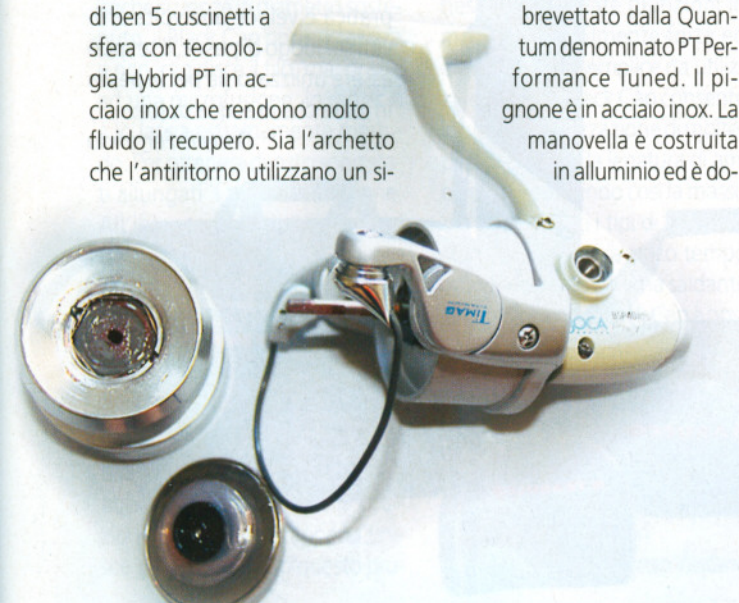 di ben 5 cuscinetti a
sfera con tecnolo-
gia Hybrid PT in ac-
ciaio inox che rendono molto
fluido il recupero. Sia l'archetto
che l'antiritorno utilizzano un si-
brevettato dalla Quan-
tum denominato PT Per-
formance Tuned. Il pi-
gnone è in acciaio inox. La
manovella è costruita
in alluminio ed è do-
TiMAG